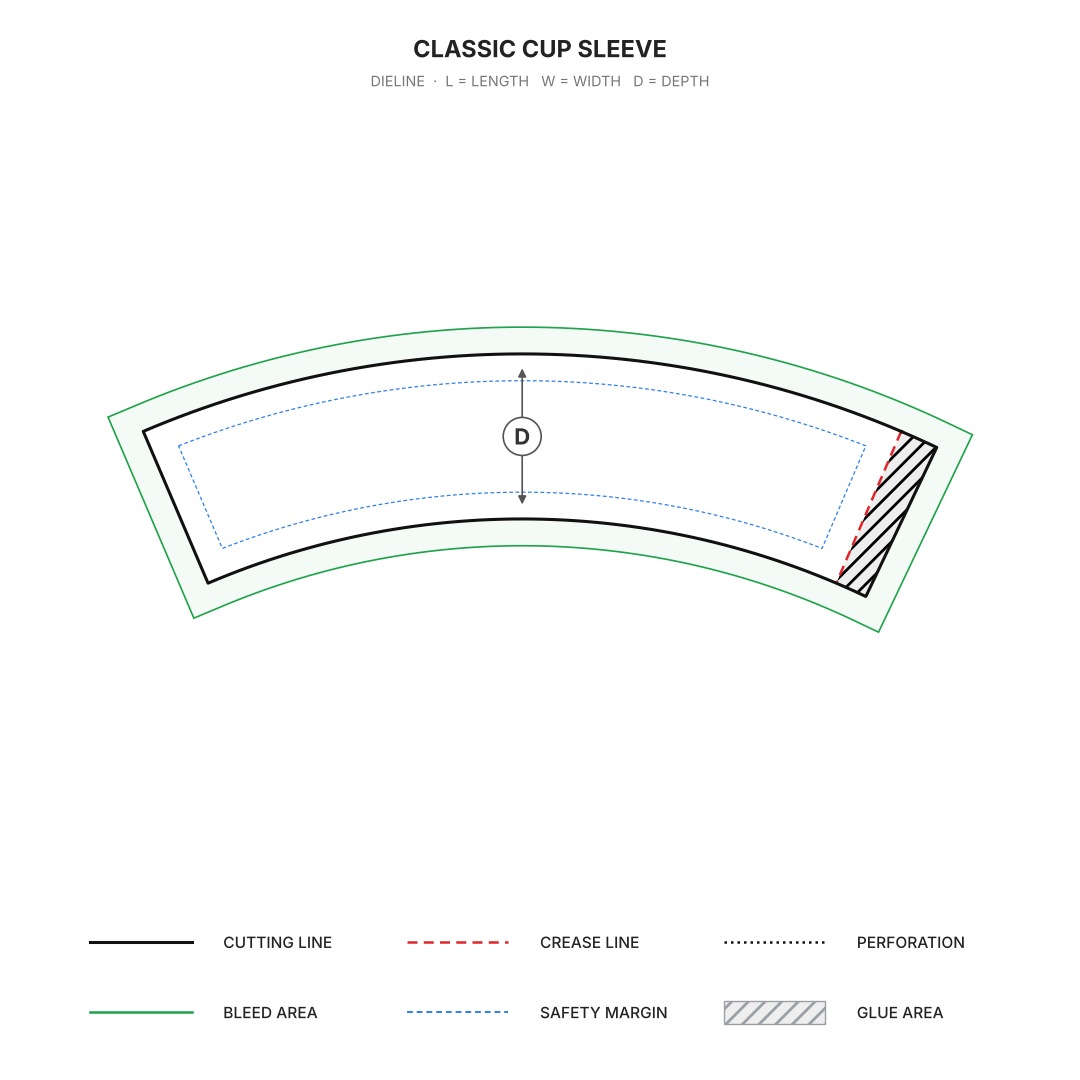 CLASSIC CUP SLEEVE
DIELINE · L = LENGTH W = WIDTH D = DEPTH
D
CUTTING LINE
CREASE LINE
PERFORATION
BLEED AREA
SAFETY MARGIN
GLUE AREA